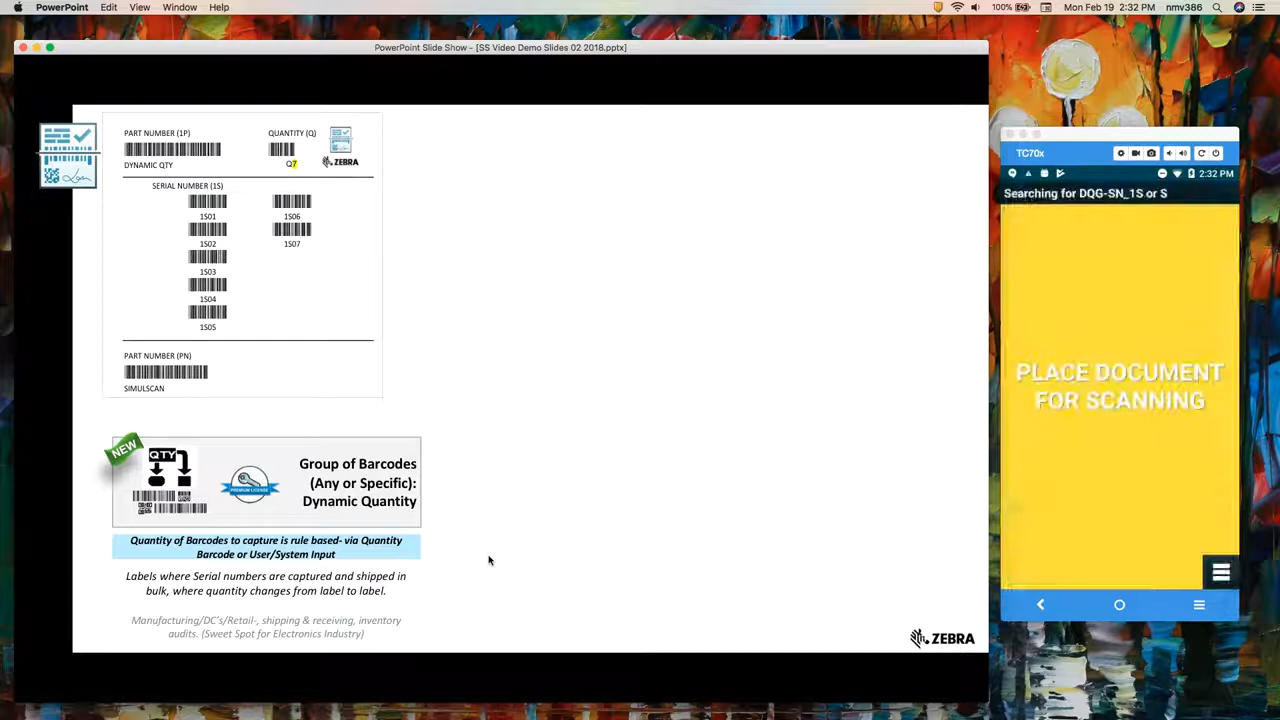 PowerPoint Edit View Window Help
100% Mon Feb 19 2:32 PM nmv386
PowerPoint Slide Show - [SS Video Demo Slides 02 2018.pptx]
PART NUMBER (1P)
QUANTITY (Q)
DYNAMIC QTY
Q7
ZEBRA
SERIAL NUMBER (1S)
1S01
1S06
1S02
1S07
1S03
1S04
1S05
PART NUMBER (PN)
SIMULSCAN
NEW
QTY
PREMIUM LICENSE
Group of Barcodes
(Any or Specific):
Dynamic Quantity
Quantity of Barcodes to capture is rule based- via Quantity
Barcode or User/System Input
Labels where Serial numbers are captured and shipped in
bulk, where quantity changes from label to label.
Manufacturing/DC's/Retail-, shipping & receiving, inventory
audits. (Sweet Spot for Electronics Industry)
ZEBRA
TC70x
2:32 PM
Searching for DQG-SN_1S or S
PLACE DOCUMENT
FOR SCANNING